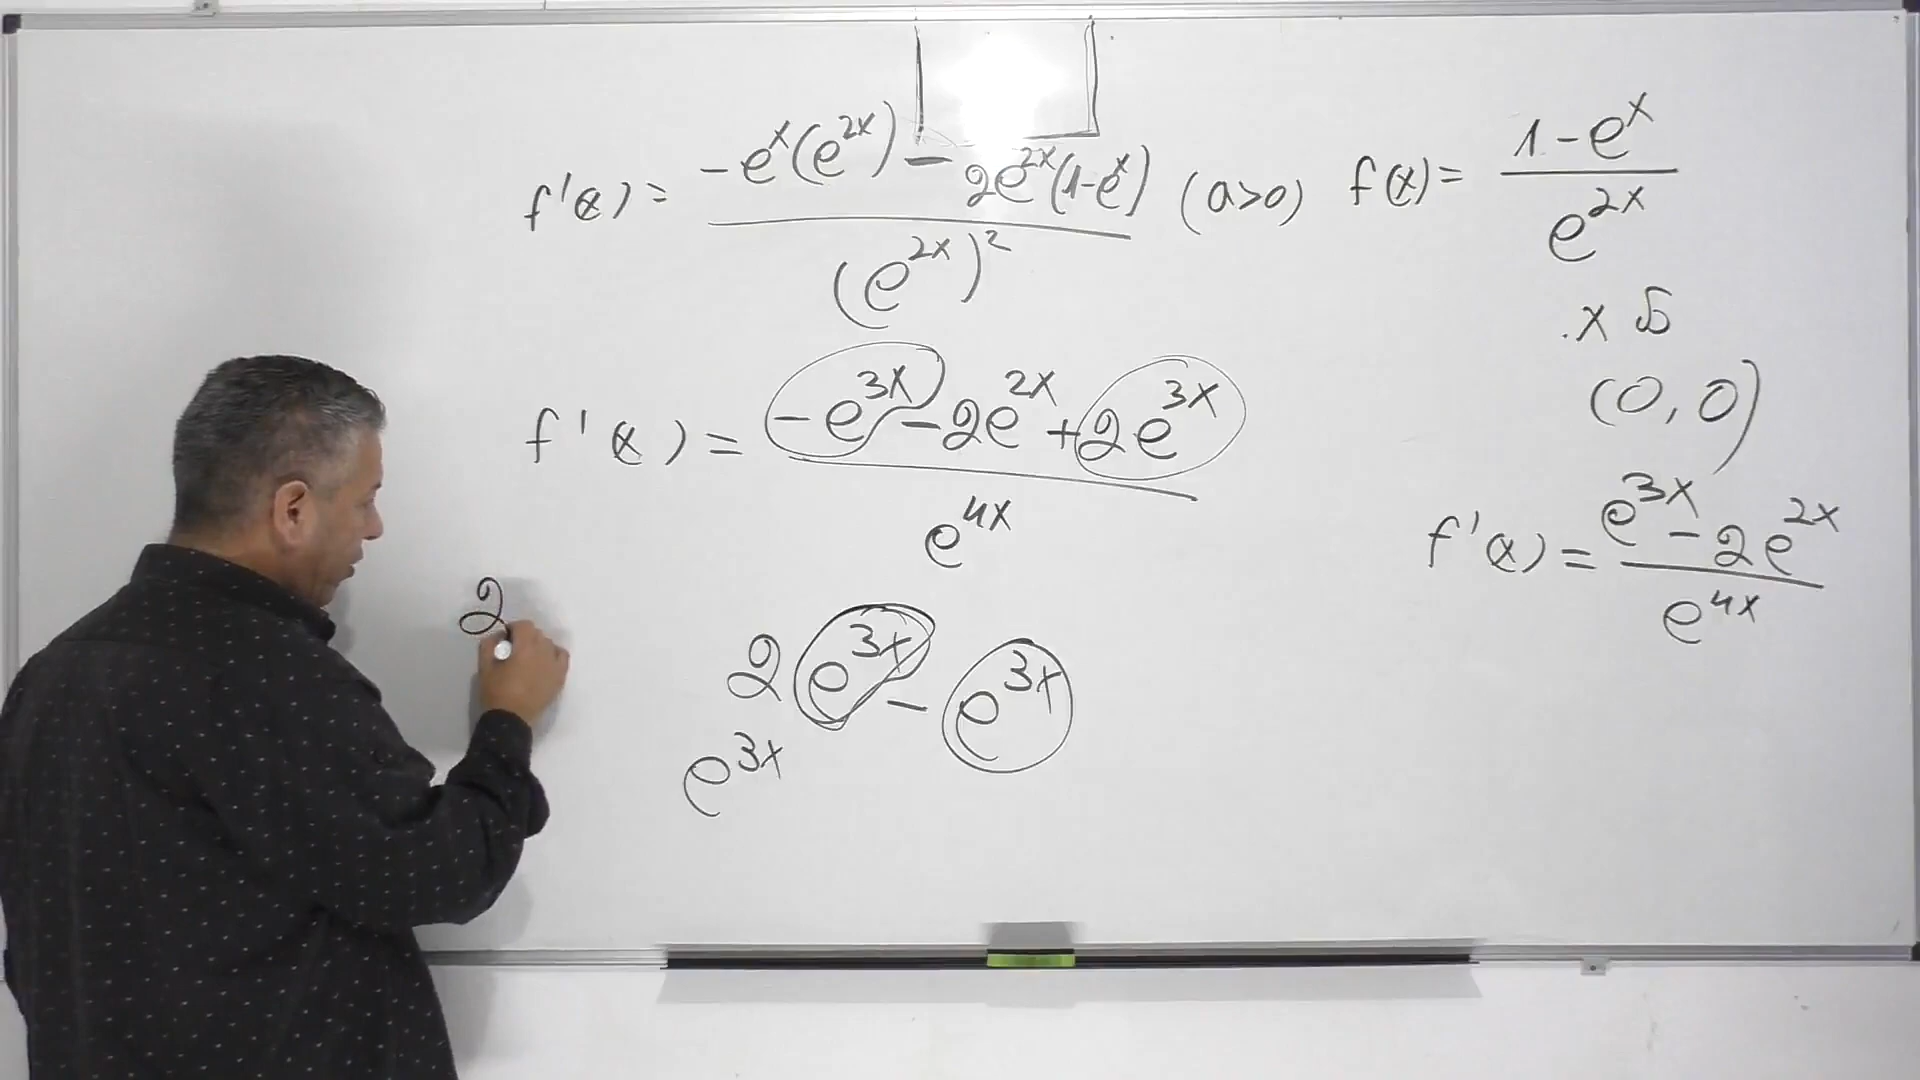 f'(x) = (-e^x(e^{2x}) - 2e^{2x}(1-e^x)) / (e^{2x})^2 (a>0)
f(x) = (1-e^x) / e^{2x}
(0, 0)
f'(x) = (-e^{3x} - 2e^{2x} + 2e^{3x}) / e^{4x}
f'(x) = (e^{3x} - 2e^{2x}) / e^{4x}
2
2e^{3x} - e^{3x}
e^{3x}